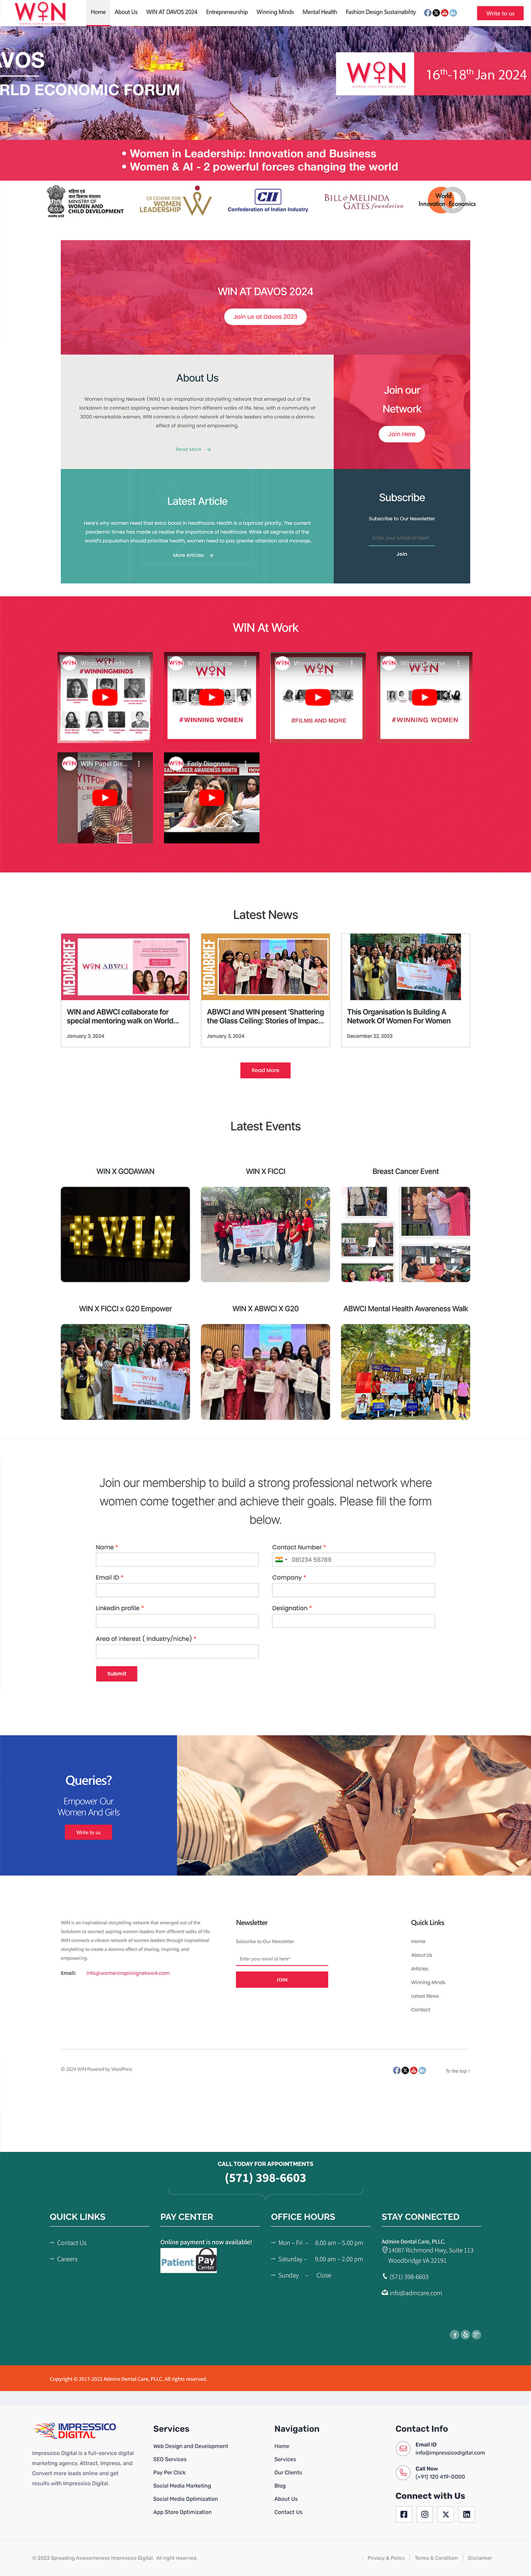 WIN
WOMEN INSPIRING NETWORK
Home
About Us
WIN AT DAVOS 2024
Entrepreneurship
Winning Minds
Mental Health
Fashion Design Sustainability
Write to us
VOS
RLD ECONOMIC FORUM
WIN
WOMEN INSPIRING NETWORK
16th-18th Jan 2024
• Women in Leadership: Innovation and Business
• Women & AI - 2 powerful forces changing the world
महिला एवं
बाल विकास मंत्रालय
MINISTRY OF
WOMEN AND
CHILD DEVELOPMENT
CII CENTRE FOR
WOMEN
LEADERSHIP
CII
Confederation of Indian Industry
BILL & MELINDA
GATES foundation
World
Innovation Economics
WIN AT DAVOS 2024
Join us at Davos 2023
About Us
Women Inspiring Network (WIN) is an inspirational storytelling network that emerged out of the
lockdown to connect aspiring women leaders from different walks of life. Now, with a community of
3000 remarkable women, WIN connects a vibrant network of female leaders who create a domino
effect of sharing and empowering.
Read More →
Join our
Network
Join Here
Latest Article
Here's why women need that extra boost in healthcare. Health is a topmost priority. The current
pandemic times has made us realise the importance of healthcare. While all segments of the
world's population should prioritise health, women need to pay greater attention and manage...
More Articles →
Subscribe
Subscribe to Our Newsletter
Enter your email id here*
Join
WIN At Work
Winning Minds
#WINNINGMINDS
Winning Wome
#WINNING WOMEN
#FILMS AND MORE
#WINNING WOMEN
WIN Panel Dis...
Early Diagnosi
EAST CANCER AWARENESS MONTH
Latest News
MEDIABRIEF
WIN ABWCI
WIN and ABWCI collaborate for
special mentoring walk on World...
January 3, 2024
MEDIABRIEF
ABWCI and WIN present 'Shattering
the Glass Ceiling: Stories of Impac...
January 3, 2024
This Organisation Is Building A
Network Of Women For Women
December 22, 2023
Read More
Latest Events
WIN X GODAWAN
WIN X FICCI
Breast Cancer Event
#WIN
WIN X FICCI x G20 Empower
WIN X ABWCI X G20
ABWCI Mental Health Awareness Walk
Join our membership to build a strong professional network where
women come together and achieve their goals. Please fill the form
below.
Name *
Contact Number *
081234 56789
Email ID *
Company *
LinkedIn profile *
Designation *
Area of interest ( Industry/niche) *
Submit
Queries?
Empower Our
Women And Girls
Write to us
WIN is an inspirational storytelling network that emerged out of the
lockdown to connect aspiring women leaders from different walks of life.
WIN connects a vibrant network of women leaders through inspirational
storytelling to create a domino effect of sharing, inspiring, and
empowering.
Email: info@womeninspiringnetwork.com
Newsletter
Subscribe to Our Newsletter
Enter your email id here*
JOIN
Quick Links
Home
About Us
Articles
Winning Minds
Latest News
Contact
© 2024 WIN Powered by WordPress
To the top ↑
CALL TODAY FOR APPOINTMENTS
(571) 398-6603
QUICK LINKS
→ Contact Us
→ Careers
PAY CENTER
Online payment is now available!
Patient Pay
Center
OFFICE HOURS
→ Mon – Fri – 8.00 am – 5.00 pm
→ Saturday – 9.00 am – 2.00 pm
→ Sunday – Close
STAY CONNECTED
Admire Dental Care, PLLC.
14087 Richmond Hwy, Suite 113
Woodbridge VA 22191
(571) 398-6603
info@admcare.com
Copyright © 2017-2022 Admire Dental Care, PLLC. All rights reserved.
IMPRESSICO
DIGITAL
Impressico Digital is a full-service digital
marketing agency. Attract, Impress, and
Convert more leads online and get
results with Impressico Digital.
Services
Web Design and Development
SEO Services
Pay Per Click
Social Media Marketing
Social Media Optimization
App Store Optimization
Navigation
Home
Services
Our Clients
Blog
About Us
Contact Us
Contact Info
Email ID
info@impressicodigital.com
Call Now
(+91) 120 419-0000
Connect with Us
© 2023 Spreading Awesomeness Impressico Digital. All right reserved.
Privacy & Policy
Terms & Condition
Disclaimer